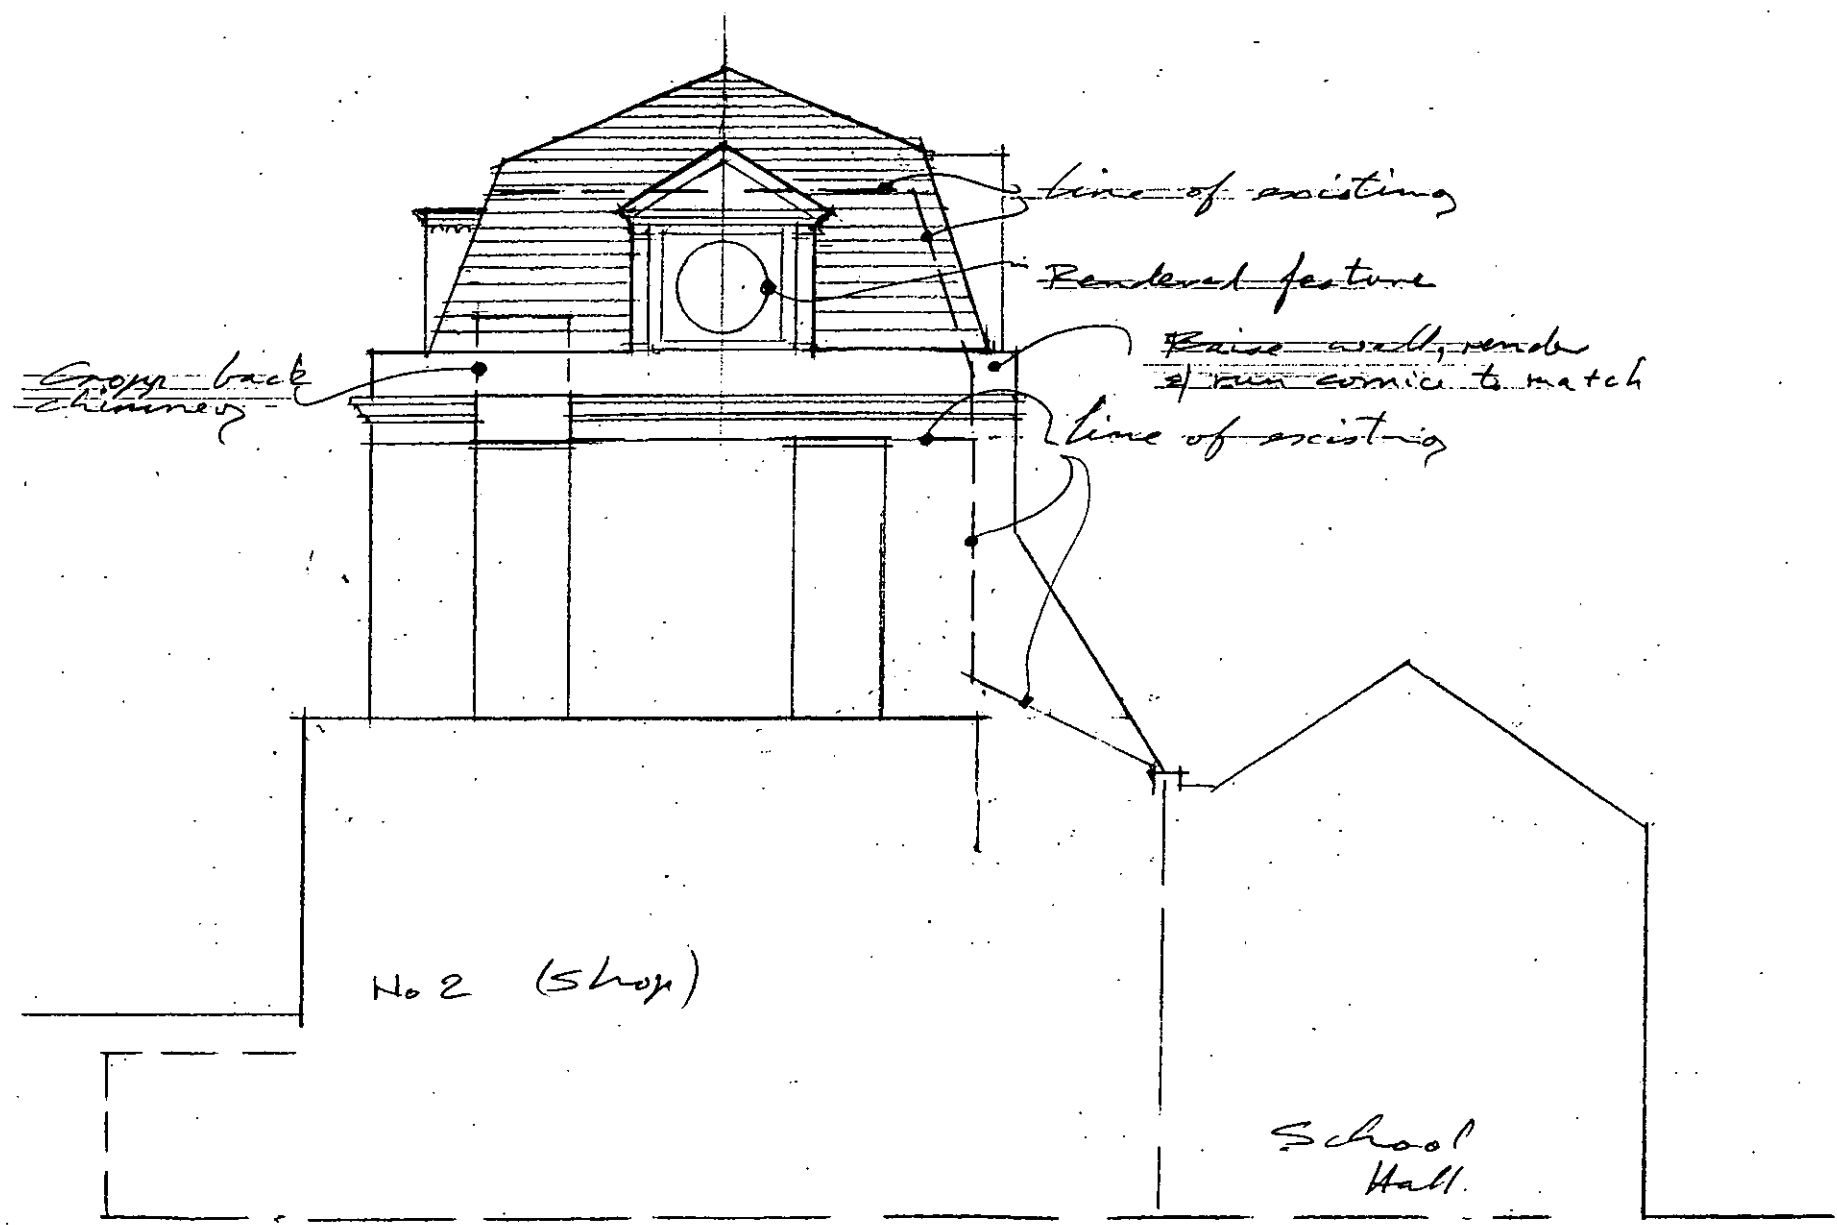 Line of existing
Rendered feature
Raise wall, render
& run cornice to match
Cropp back
chimney
Line of existing
No 2 (Shop)
School
Hall.